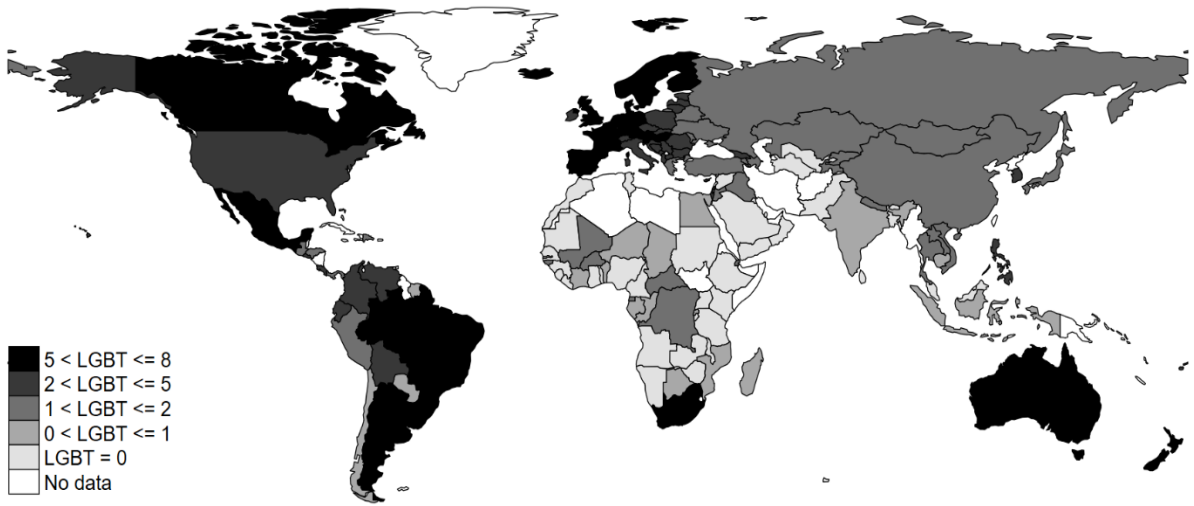 5 < LGBT <= 8
2 < LGBT <= 5
1 < LGBT <= 2
0 < LGBT <= 1
LGBT = 0
No data